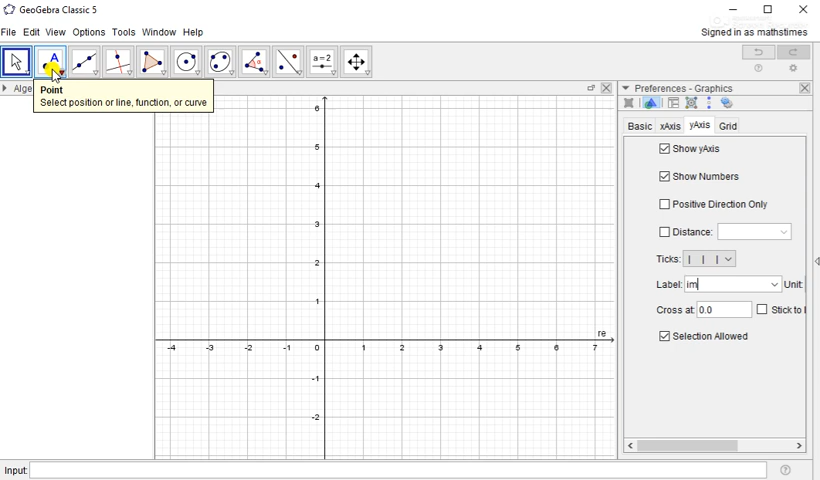 GeoGebra Classic 5
File Edit View Options Tools Window Help
Signed in as mathstimes
A
α
a=2
Point
Select position or line, function, or curve
Alge
Preferences - Graphics
Basic xAxis yAxis Grid
Show yAxis
Show Numbers
Positive Direction Only
Distance:
Ticks: | | |
Label: im Unit:
Cross at: 0.0 Stick to
Selection Allowed
6
5
4
3
2
1
re
-4 -3 -2 -1 0 1 2 3 4 5 6 7
-1
-2
Input: